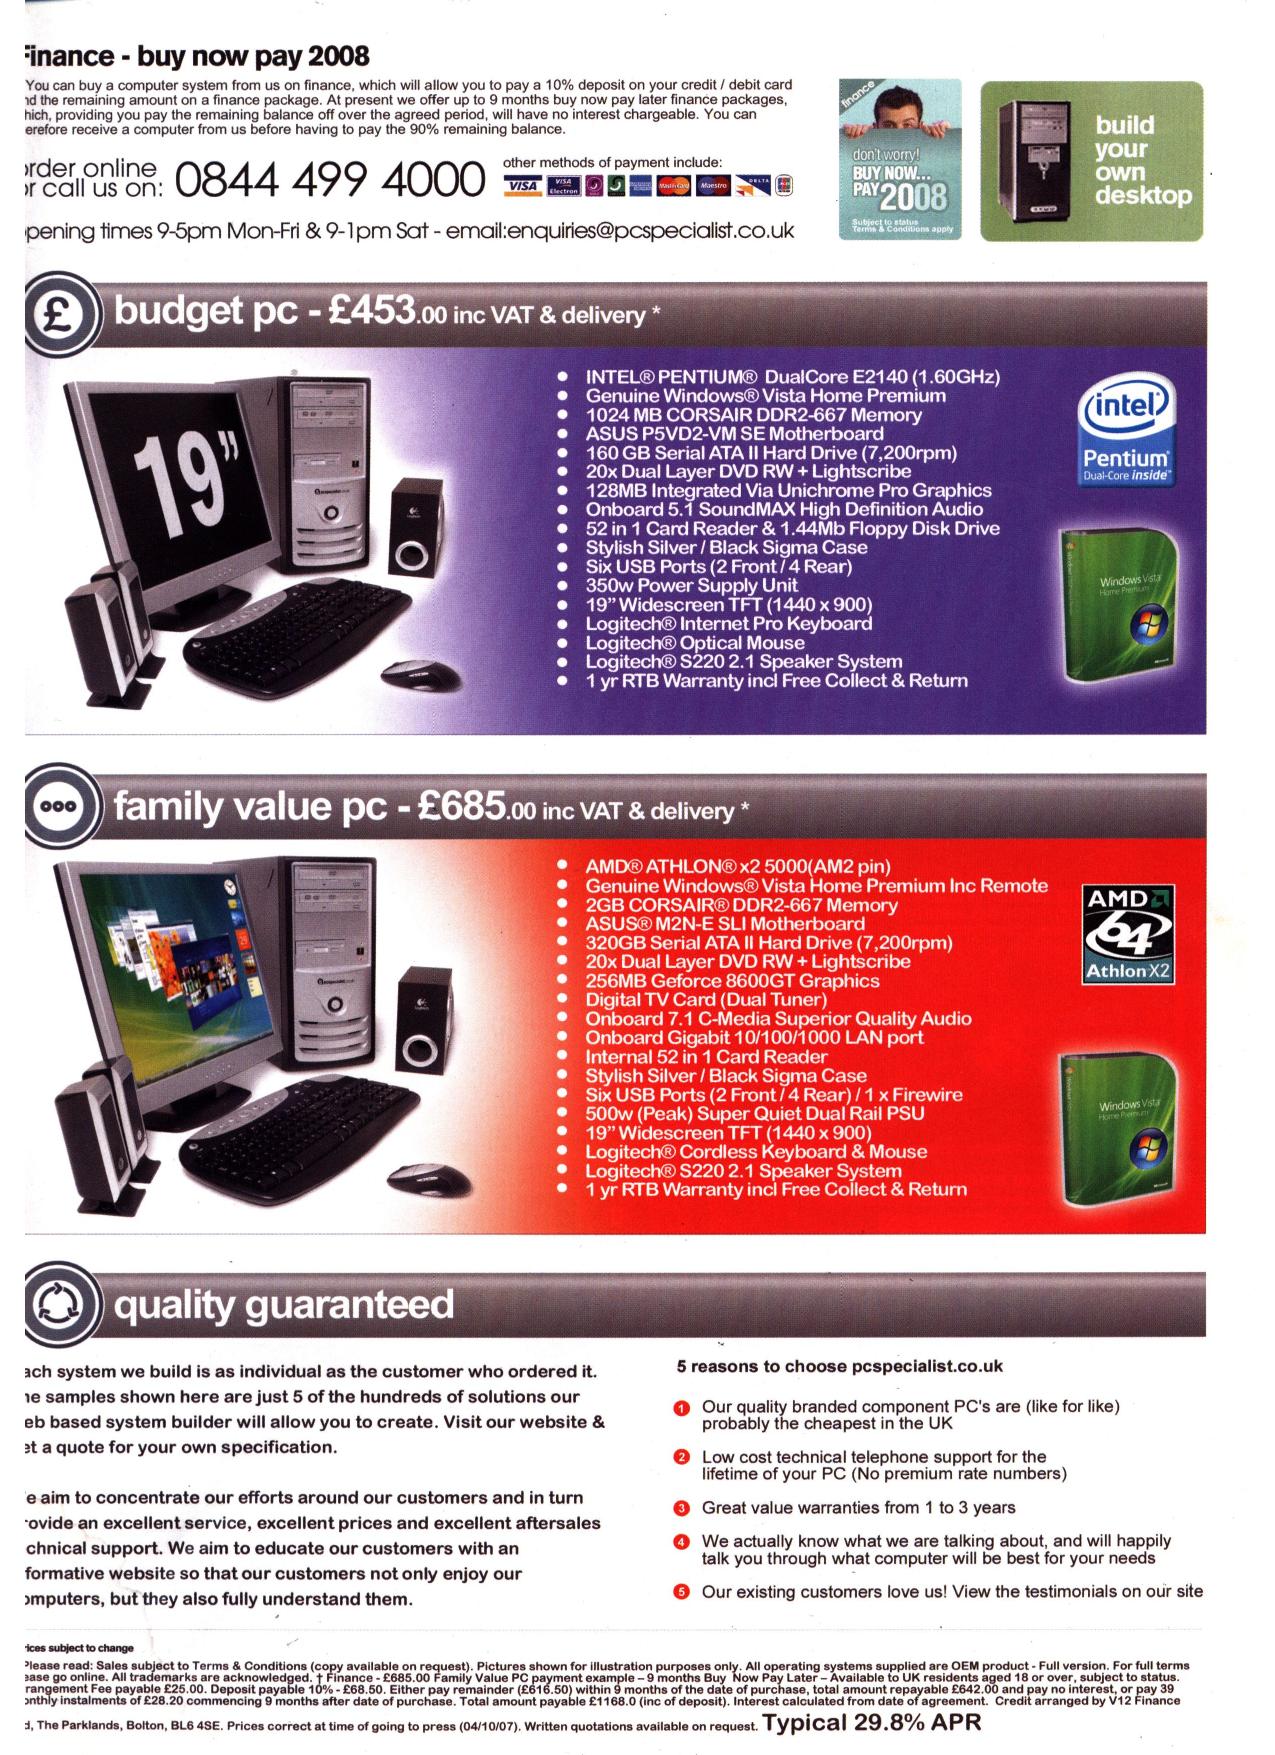 inance - buy now pay 2008
You can buy a computer system from us on finance, which will allow you to pay a 10% deposit on your credit / debit card
nd the remaining amount on a finance package. At present we offer up to 9 months buy now pay later finance packages,
hich, providing you pay the remaining balance off over the agreed period, will have no interest chargeable. You can
erefore receive a computer from us before having to pay the 90% remaining balance.
rder online
r call us on: 0844 499 4000
other methods of payment include:
VISA VISA Electron MasterCard Maestro DELTA JCB
pening times 9-5pm Mon-Fri & 9-1pm Sat - email:enquiries@pcspecialist.co.uk
finance
don't worry!
BUY NOW...
PAY 2008
Subject to status
Terms & Conditions apply
build
your
own
desktop
£ budget pc - £453.00 inc VAT & delivery *
19"
• INTEL® PENTIUM® DualCore E2140 (1.60GHz)
• Genuine Windows® Vista Home Premium
• 1024 MB CORSAIR DDR2-667 Memory
• ASUS P5VD2-VM SE Motherboard
• 160 GB Serial ATA II Hard Drive (7,200rpm)
• 20x Dual Layer DVD RW + Lightscribe
• 128MB Integrated Via Unichrome Pro Graphics
• Onboard 5.1 SoundMAX High Definition Audio
• 52 in 1 Card Reader & 1.44Mb Floppy Disk Drive
• Stylish Silver / Black Sigma Case
• Six USB Ports (2 Front / 4 Rear)
• 350w Power Supply Unit
• 19" Widescreen TFT (1440 x 900)
• Logitech® Internet Pro Keyboard
• Logitech® Optical Mouse
• Logitech® S220 2.1 Speaker System
• 1 yr RTB Warranty incl Free Collect & Return
intel
Pentium
Dual-Core inside
Windows Vista
Home Premium
family value pc - £685.00 inc VAT & delivery *
• AMD® ATHLON® x2 5000(AM2 pin)
• Genuine Windows® Vista Home Premium Inc Remote
• 2GB CORSAIR® DDR2-667 Memory
• ASUS® M2N-E SLI Motherboard
• 320GB Serial ATA II Hard Drive (7,200rpm)
• 20x Dual Layer DVD RW + Lightscribe
• 256MB Geforce 8600GT Graphics
• Digital TV Card (Dual Tuner)
• Onboard 7.1 C-Media Superior Quality Audio
• Onboard Gigabit 10/100/1000 LAN port
• Internal 52 in 1 Card Reader
• Stylish Silver / Black Sigma Case
• Six USB Ports (2 Front / 4 Rear) / 1 x Firewire
• 500w (Peak) Super Quiet Dual Rail PSU
• 19" Widescreen TFT (1440 x 900)
• Logitech® Cordless Keyboard & Mouse
• Logitech® S220 2.1 Speaker System
• 1 yr RTB Warranty incl Free Collect & Return
AMD
64
Athlon X2
Windows Vista
Home Premium
quality guaranteed
ach system we build is as individual as the customer who ordered it.
he samples shown here are just 5 of the hundreds of solutions our
eb based system builder will allow you to create. Visit our website &
et a quote for your own specification.
e aim to concentrate our efforts around our customers and in turn
rovide an excellent service, excellent prices and excellent aftersales
chnical support. We aim to educate our customers with an
formative website so that our customers not only enjoy our
omputers, but they also fully understand them.
5 reasons to choose pcspecialist.co.uk
1 Our quality branded component PC's are (like for like)
probably the cheapest in the UK
2 Low cost technical telephone support for the
lifetime of your PC (No premium rate numbers)
3 Great value warranties from 1 to 3 years
4 We actually know what we are talking about, and will happily
talk you through what computer will be best for your needs
5 Our existing customers love us! View the testimonials on our site
rices subject to change
Please read: Sales subject to Terms & Conditions (copy available on request). Pictures shown for illustration purposes only. All operating systems supplied are OEM product - Full version. For full terms
ease go online. All trademarks are acknowledged. † Finance - £685.00 Family Value PC payment example – 9 months Buy Now Pay Later – Available to UK residents aged 18 or over, subject to status.
rangement Fee payable £25.00. Deposit payable 10% - £68.50. Either pay remainder (£616.50) within 9 months of the date of purchase, total amount repayable £642.00 and pay no interest, or pay 39
onthly instalments of £28.20 commencing 9 months after date of purchase. Total amount payable £1168.0 (inc of deposit). Interest calculated from date of agreement. Credit arranged by V12 Finance
d, The Parklands, Bolton, BL6 4SE. Prices correct at time of going to press (04/10/07). Written quotations available on request. Typical 29.8% APR